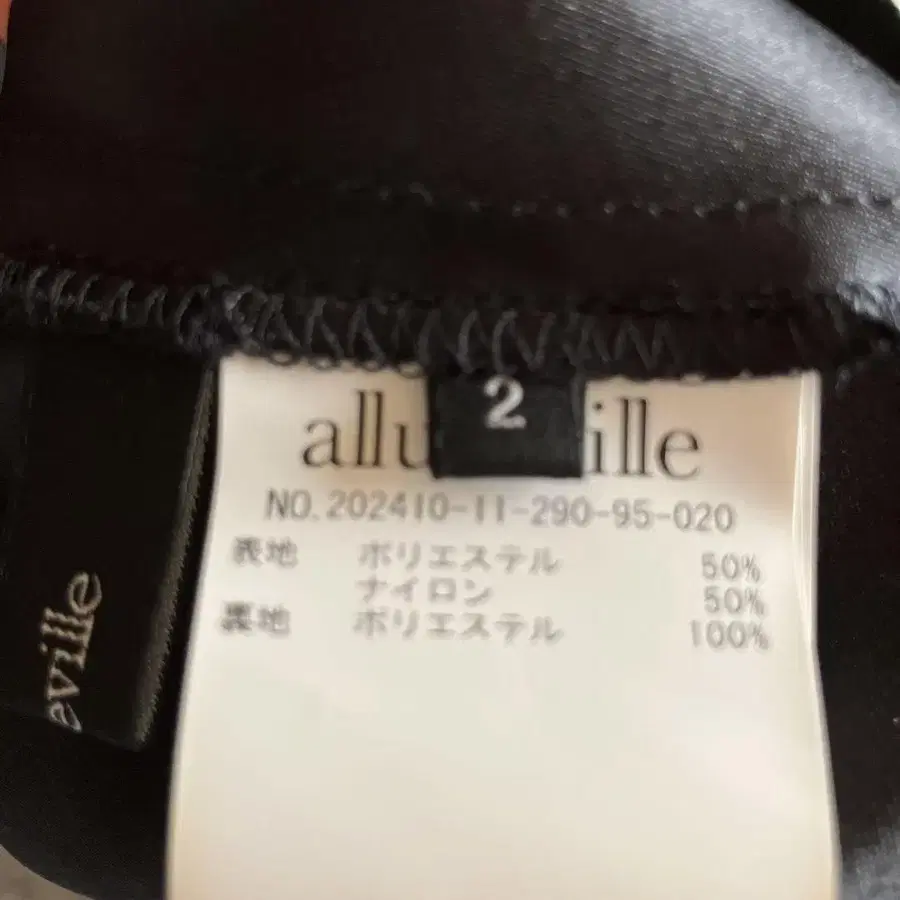 2
allu ille
NO.202410-11-290-95-020
表地 ポリエステル 50%
ナイロン 50%
裏地 ポリエステル 100%
eville